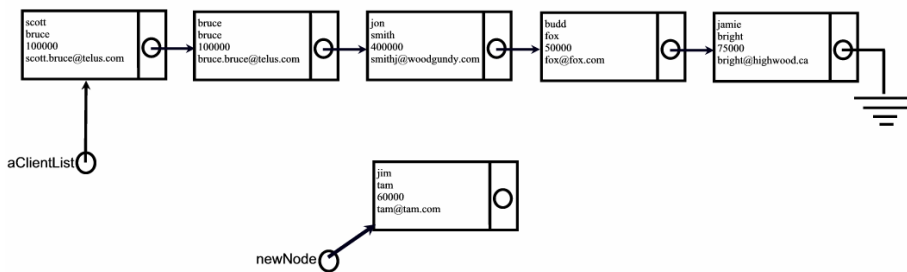 scott
bruce
100000
scott.bruce@telus.com
bruce
bruce
100000
bruce.bruce@telus.com
jon
smith
400000
smithj@woodgundy.com
budd
fox
50000
fox@fox.com
jamie
bright
75000
bright@highwood.ca
aClientList
jim
tam
60000
tam@tam.com
newNode